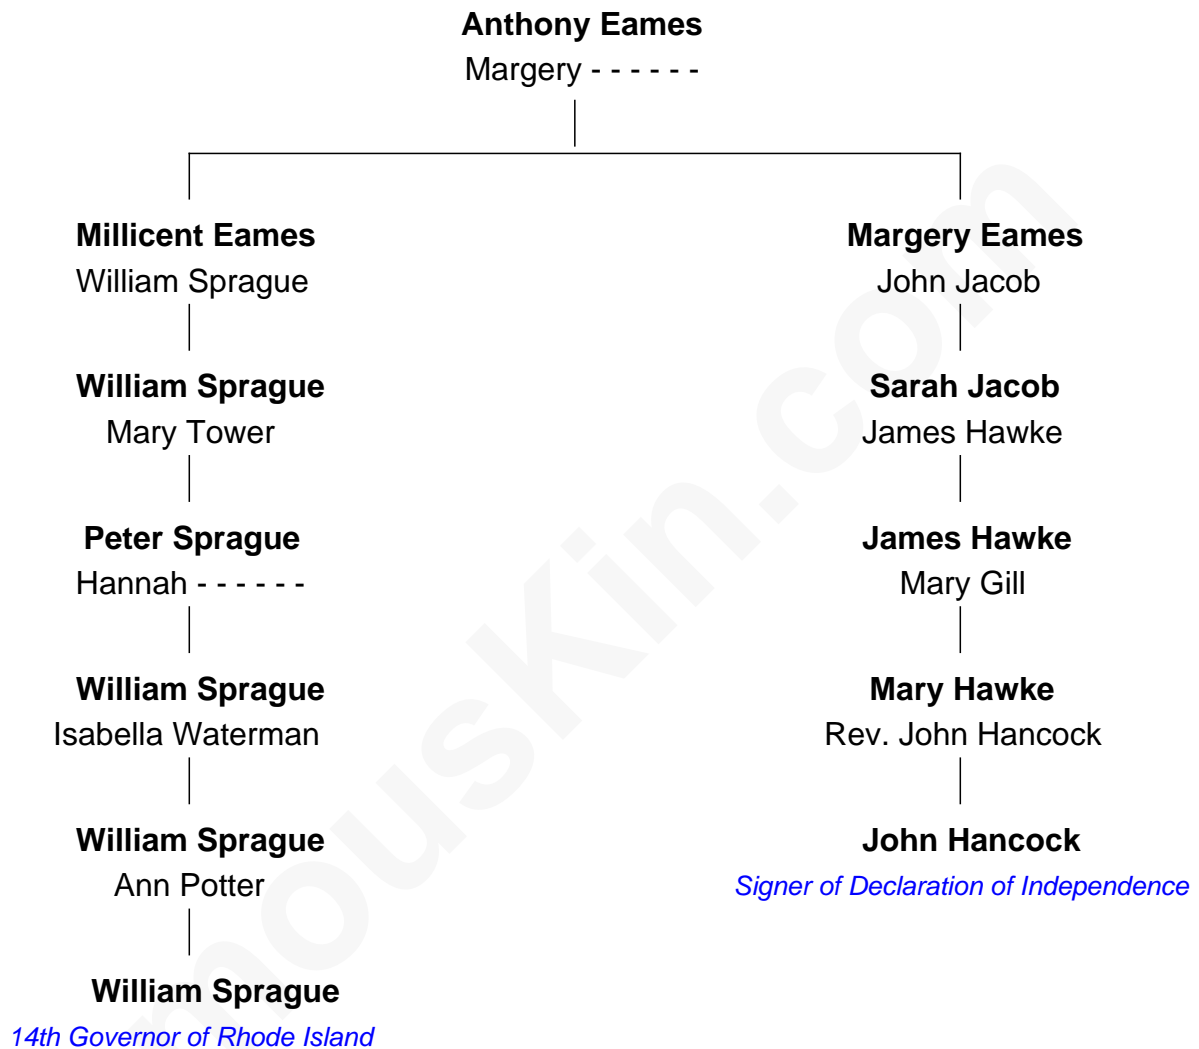 Anthony Eames
Margery - - - - - -
Millicent Eames
William Sprague
Margery Eames
John Jacob
William Sprague
Mary Tower
Sarah Jacob
James Hawke
Peter Sprague
Hannah - - - - - -
James Hawke
Mary Gill
William Sprague
Isabella Waterman
Mary Hawke
Rev. John Hancock
William Sprague
Ann Potter
John Hancock
Signer of Declaration of Independence
William Sprague
14th Governor of Rhode Island
mousKin.com